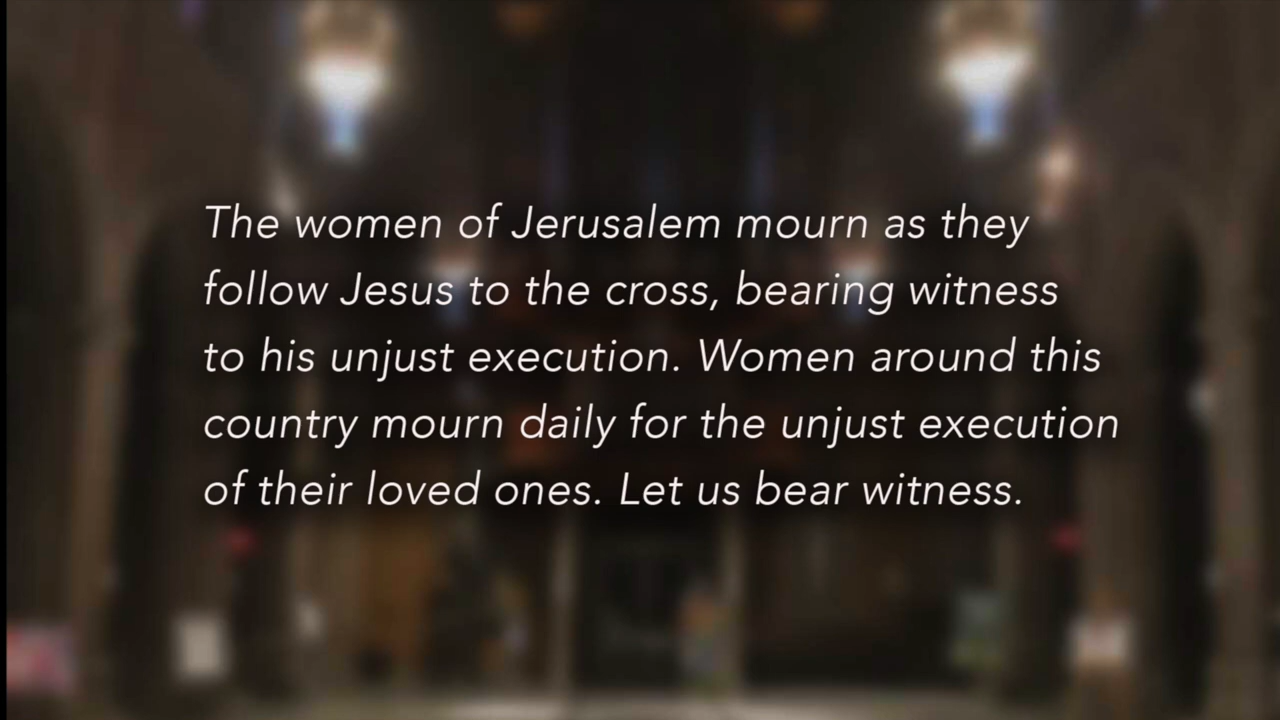 The women of Jerusalem mourn as they
follow Jesus to the cross, bearing witness
to his unjust execution. Women around this
country mourn daily for the unjust execution
of their loved ones. Let us bear witness.